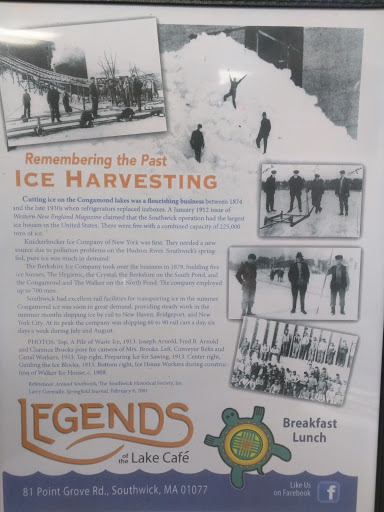 Remembering the Past
ICE HARVESTING
Cutting ice on the Congamond lakes was a flourishing business between 1874
and the late 1930s when refrigerators replaced iceboxes. A January 1912 issue of
Western New England Magazine claimed that the Southwick operation had the largest
ice houses in the United States. There were five with a combined capacity of 225,000
tons of ice.
Knickerbocker Ice Company of New York was first. They needed a new
source due to pollution problems on the Hudson River. Southwick's spring-
fed, pure ice was much in demand.
The Berkshire Ice Company took over the business in 1879, building five
ice houses, The Hygienic, the Crystal, the Berkshire on the South Pond, and
the Congamond and The Walker on the North Pond. The company employed
up to 700 men.
Southwick had excellent rail facilities for transporting ice in the summer.
Congamond ice was soon in great demand, providing steady work in the
summer months shipping ice by rail to New Haven, Bridgeport, and New
York City. At its peak the company was shipping 60 to 90 rail cars a day, six
days a week during July and August.
PHOTOS: Top, A Pile of Waste Ice, 1913. Joseph Arnold, Fred B. Arnold
and Clarence Brooks pose for camera of Mrs. Brooks. Left, Conveyor Belts and
Canal Workers, 1913. Top right, Preparing Ice for Sawing, 1913. Center right,
Guiding the Ice Blocks, 1913. Bottom right, Ice House Workers during construc-
tion of Walker Ice House, c. 1908.
References: Around Southwick, The Southwick Historical Society, Inc.
Springfield Journal, February 8, 2001
LEGENDS
of the Lake Café
Breakfast
Lunch
81 Point Grove Rd., Southwick, MA 01077
Like Us
on Facebook f